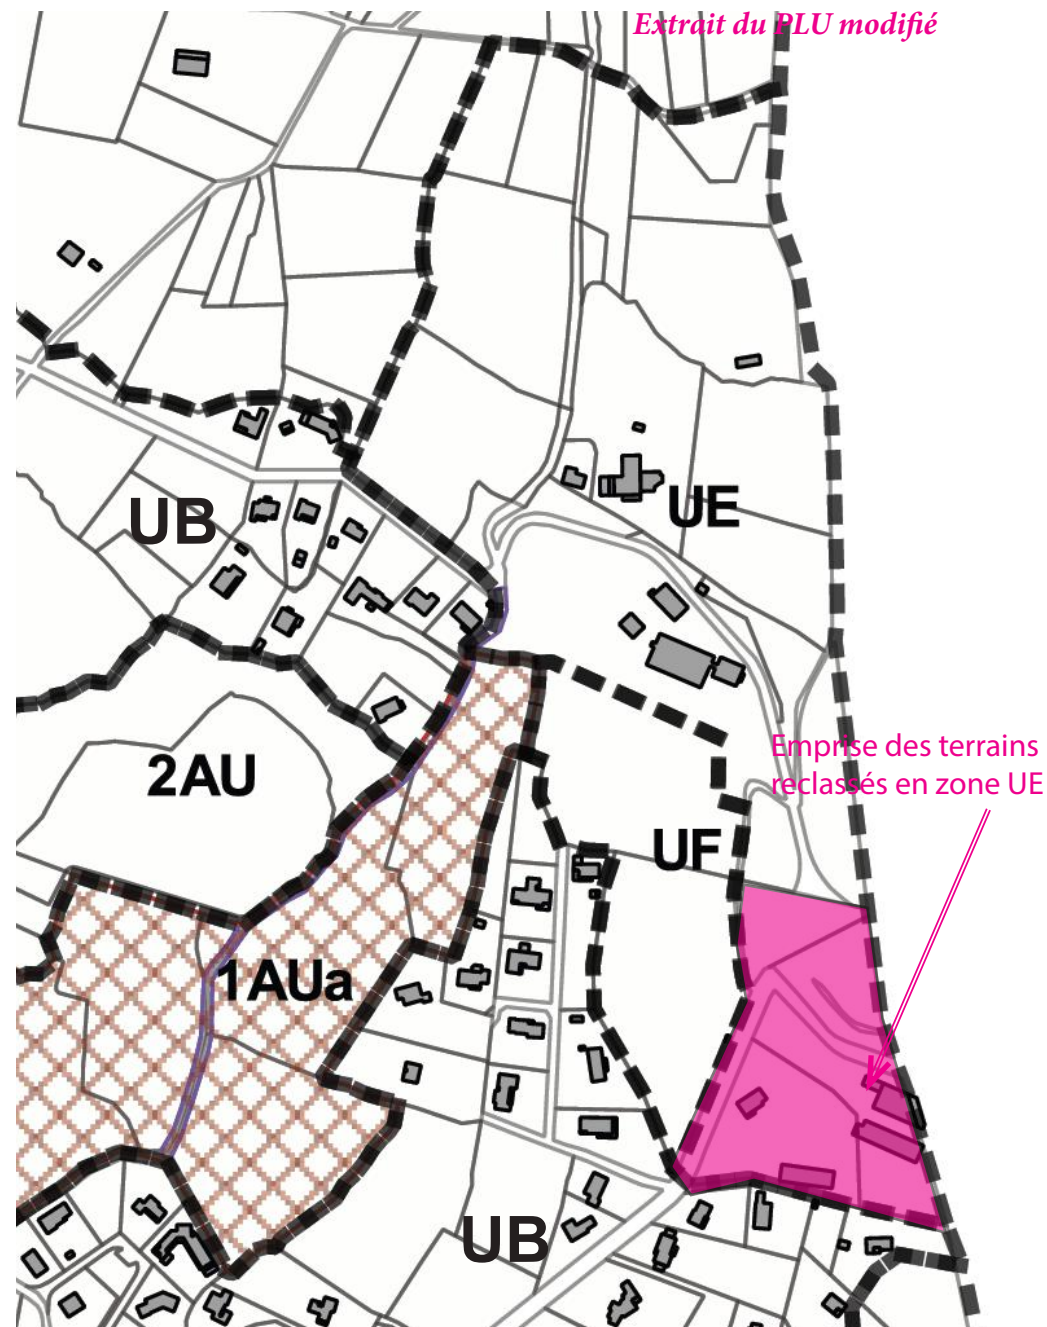 Extrait du PLU modifié
UE
UB
Emprise des terrains
reclassés en zone UE
2AU
UF
1AUa
UB